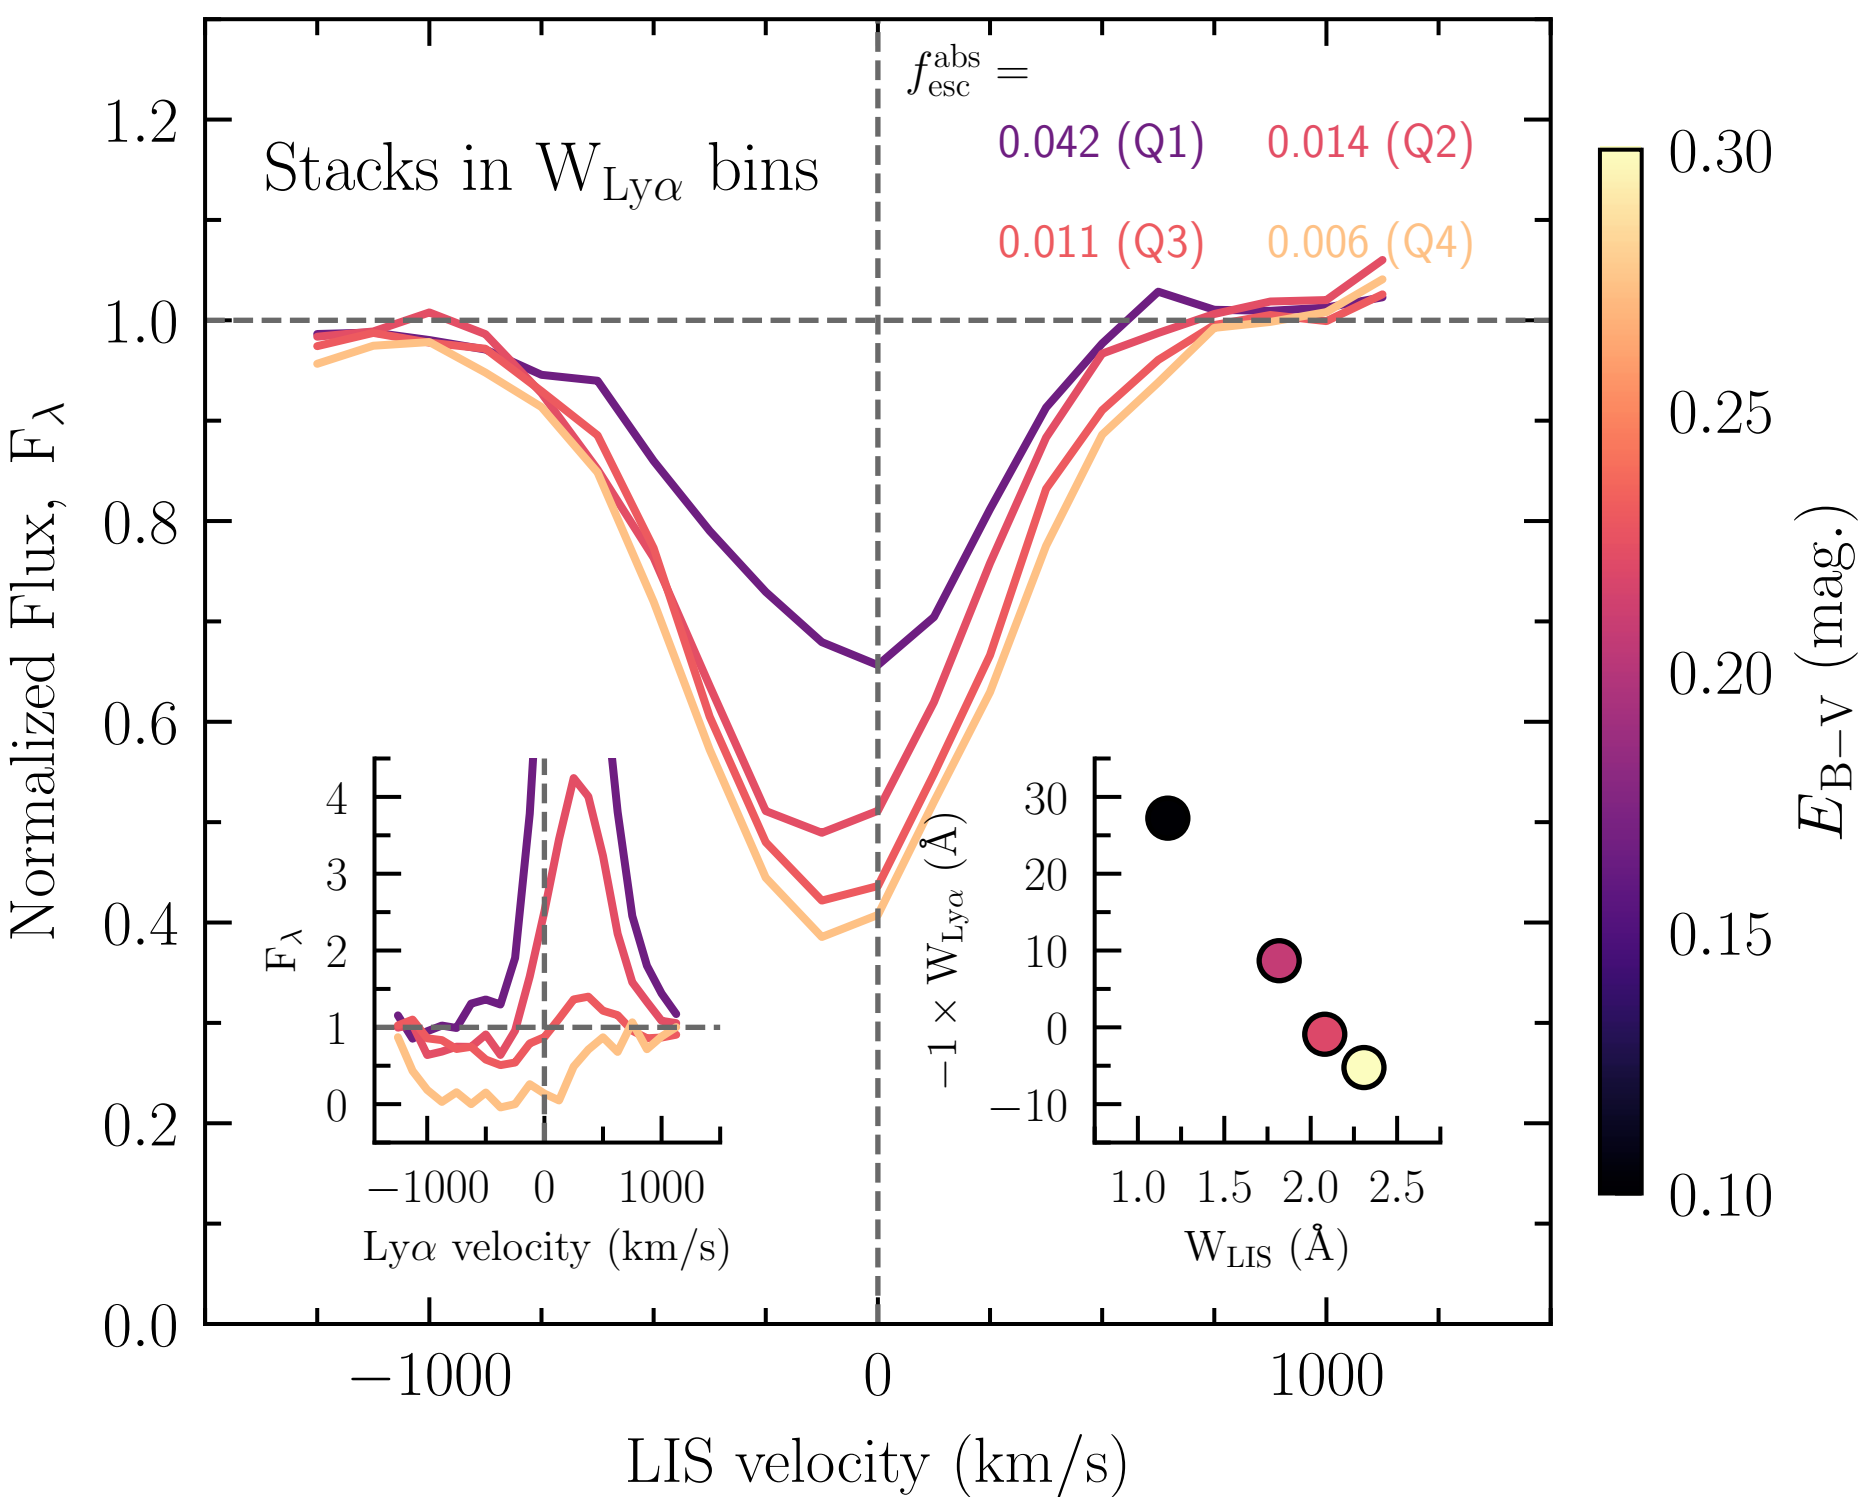 f_esc^abs =
0.042 (Q1) 0.014 (Q2)
0.011 (Q3) 0.006 (Q4)
Stacks in W_Lyα bins
Normalized Flux, F_λ
1.2
1.0
0.8
0.6
0.4
0.2
0.0
−1000 0 1000
LIS velocity (km/s)
F_λ
4
3
2
1
0
−1000 0 1000
Lyα velocity (km/s)
−1 × W_Lyα (Å)
30
20
10
0
−10
1.0 1.5 2.0 2.5
W_LIS (Å)
0.30
0.25
0.20
0.15
0.10
E_B−V (mag.)